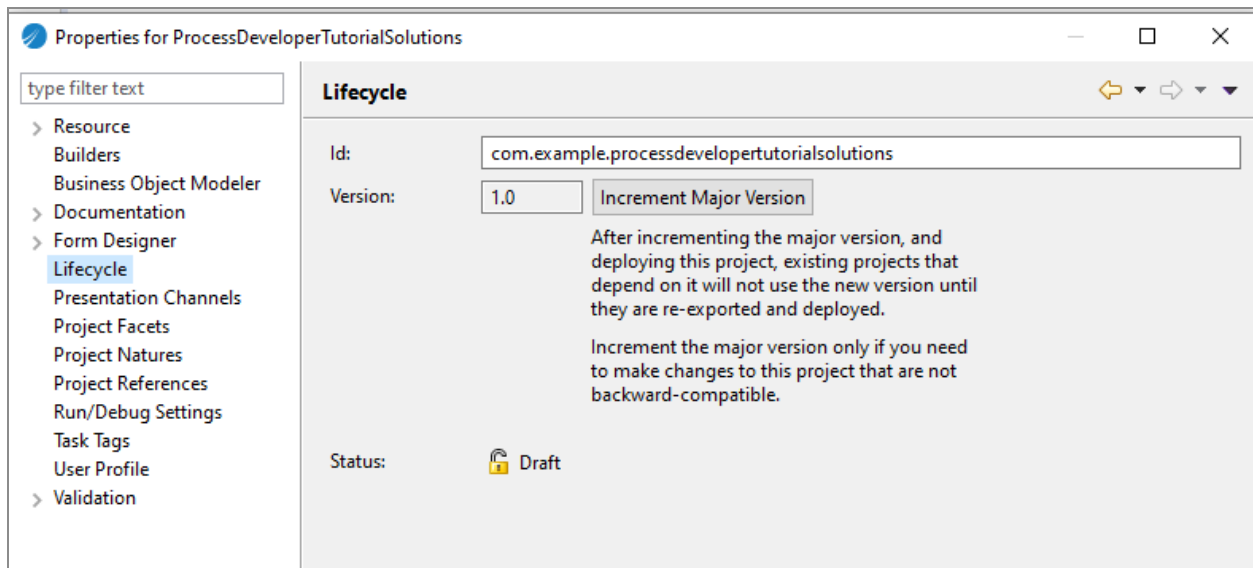 Properties for ProcessDeveloperTutorialSolutions
type filter text
Resource
Builders
Business Object Modeler
Documentation
Form Designer
Lifecycle
Presentation Channels
Project Facets
Project Natures
Project References
Run/Debug Settings
Task Tags
User Profile
Validation
Lifecycle
Id: com.example.processdevelopertutorialsolutions
Version: 1.0 Increment Major Version
After incrementing the major version, and
deploying this project, existing projects that
depend on it will not use the new version until
they are re-exported and deployed.
Increment the major version only if you need
to make changes to this project that are not
backward-compatible.
Status: Draft